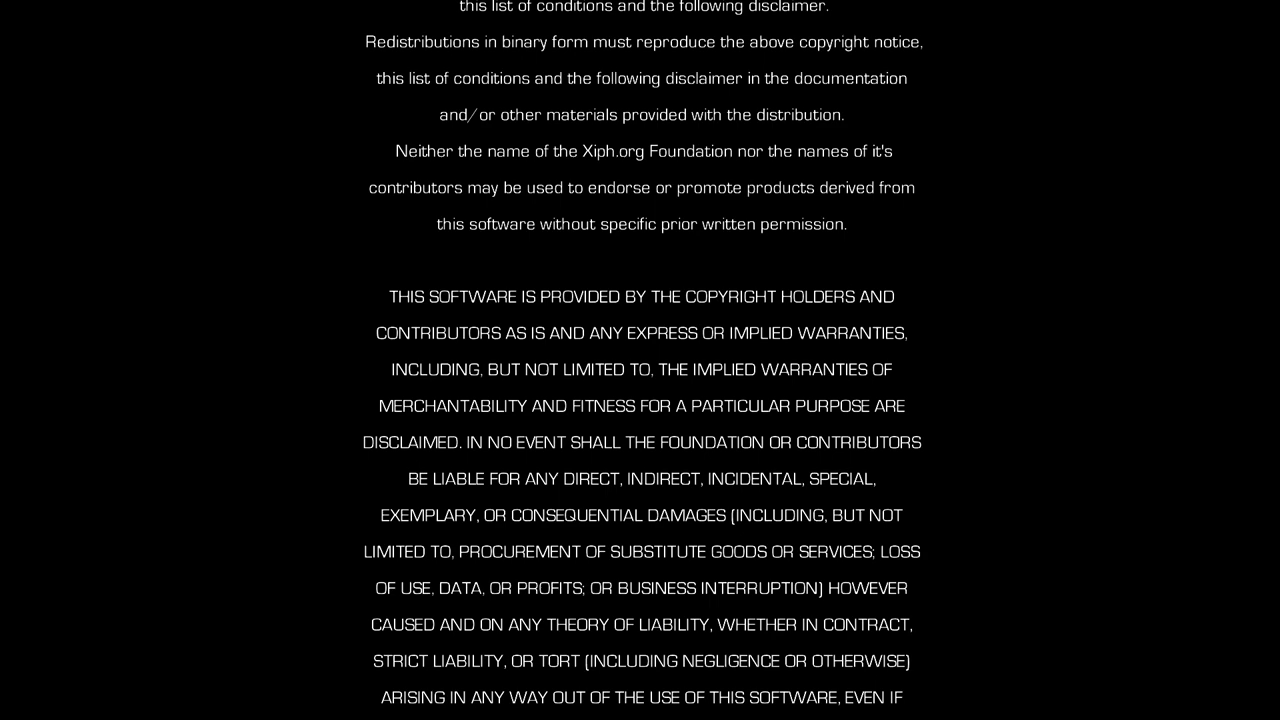 this list of conditions and the following disclaimer.
Redistributions in binary form must reproduce the above copyright notice,
this list of conditions and the following disclaimer in the documentation
and/or other materials provided with the distribution.
Neither the name of the Xiph.org Foundation nor the names of it's
contributors may be used to endorse or promote products derived from
this software without specific prior written permission.
THIS SOFTWARE IS PROVIDED BY THE COPYRIGHT HOLDERS AND
CONTRIBUTORS AS IS AND ANY EXPRESS OR IMPLIED WARRANTIES,
INCLUDING, BUT NOT LIMITED TO, THE IMPLIED WARRANTIES OF
MERCHANTABILITY AND FITNESS FOR A PARTICULAR PURPOSE ARE
DISCLAIMED. IN NO EVENT SHALL THE FOUNDATION OR CONTRIBUTORS
BE LIABLE FOR ANY DIRECT, INDIRECT, INCIDENTAL, SPECIAL,
EXEMPLARY, OR CONSEQUENTIAL DAMAGES (INCLUDING, BUT NOT
LIMITED TO, PROCUREMENT OF SUBSTITUTE GOODS OR SERVICES; LOSS
OF USE, DATA, OR PROFITS; OR BUSINESS INTERRUPTION) HOWEVER
CAUSED AND ON ANY THEORY OF LIABILITY, WHETHER IN CONTRACT,
STRICT LIABILITY, OR TORT (INCLUDING NEGLIGENCE OR OTHERWISE)
ARISING IN ANY WAY OUT OF THE USE OF THIS SOFTWARE, EVEN IF